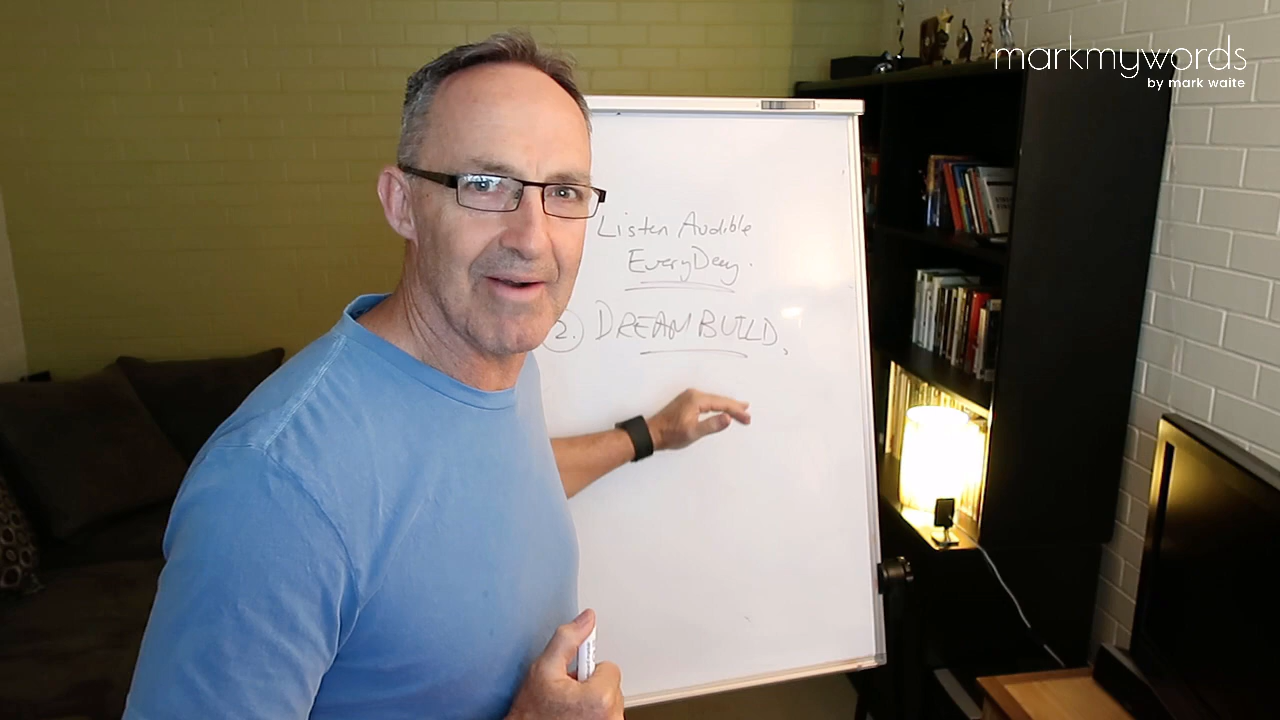 markmywords
by mark waite
Listen Audible
EveryDay.
2. DREAMBUILD,